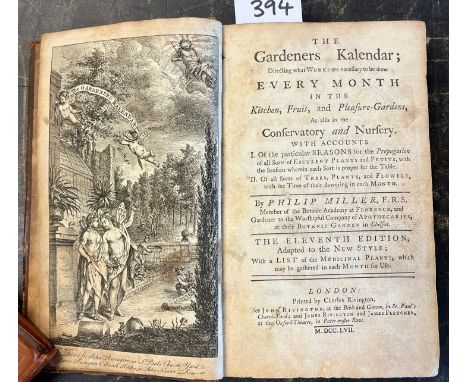 394
THE
Gardeners Kalendar;
Directing what WORKS are necessary to be done
EVERY MONTH
IN THE
Kitchen, Fruit, and Pleasure-Gardens,
As also in the
Conservatory and Nursery.
WITH ACCOUNTS
I. Of the particular SEASONS for the Propagation
of all Sorts of ESCULENT PLANTS and FRUITS, with
the Seasons wherein each Sort is proper for the Table.
II. Of all Sorts of TREES, PLANTS, and FLOWERS,
with the Time of their flowering in each MONTH.
By PHILIP MILLER, F.R.S.
Member of the Botanic Academy at FLORENCE, and
Gardener to the Worshipful Company of APOTHECARIES,
at their BOTANIC GARDEN in Chelsea.
THE ELEVENTH EDITION,
Adapted to the NEW STYLE;
With a LIST of the MEDICINAL PLANTS, which
may be gathered in each MONTH for Use.
LONDON:
Printed by Charles Rivington,
For JOHN RIVINGTON, at the Bible and Crown, in St. Paul's
Church-Yard; and JAMES RIVINGTON and JAMES FLETCHER,
at the Oxford-Theatre, in Pater-noster Row.
M.DCC.LVII.